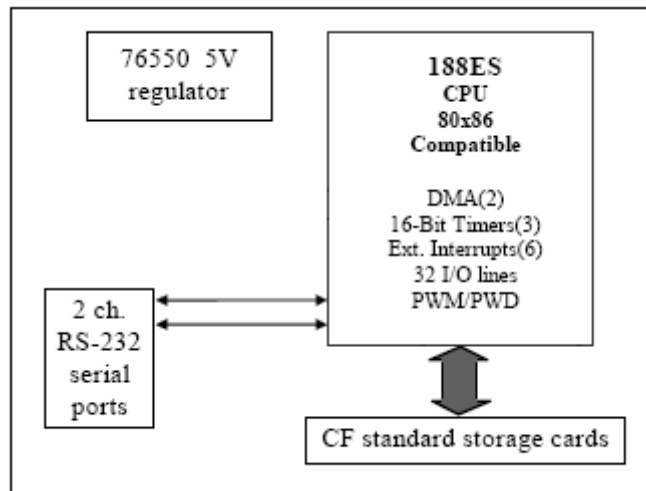 76550 5V
regulator
188ES
CPU
80x86
Compatible
DMA(2)
16-Bit Timers(3)
Ext. Interrupts(6)
32 I/O lines
PWM/PWD
2 ch.
RS-232
serial
ports
CF standard storage cards